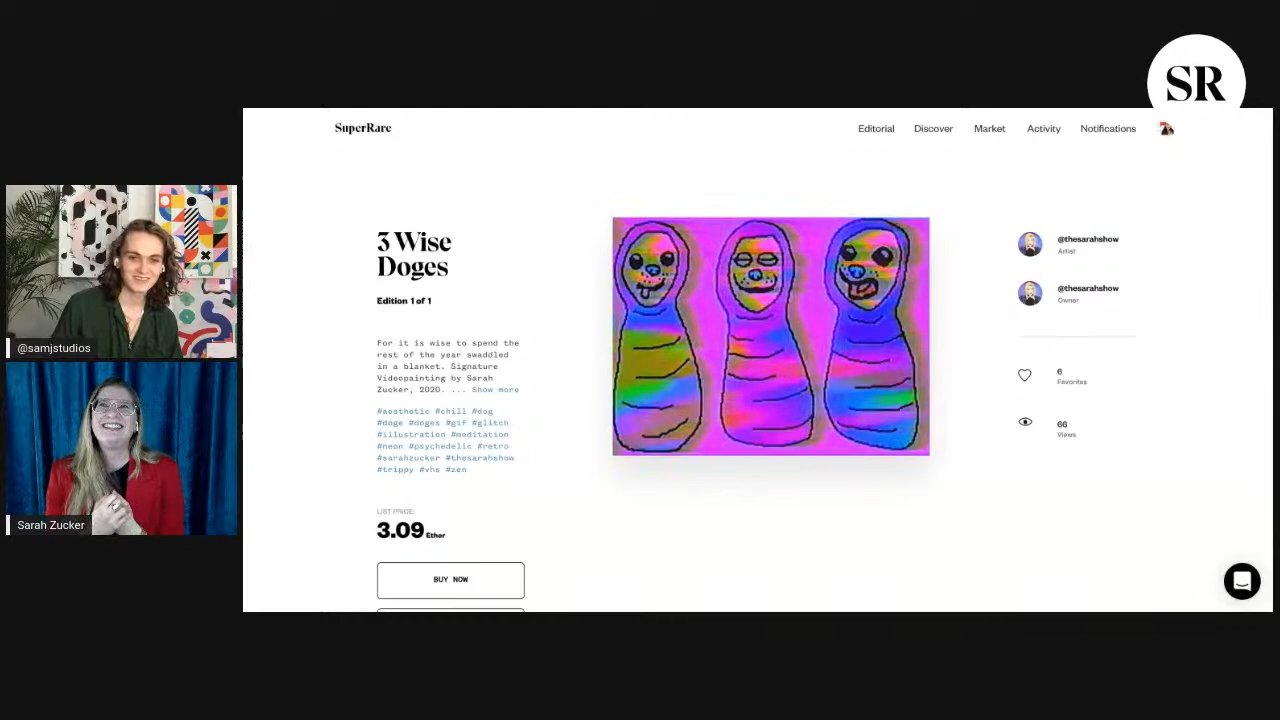 SR
SuperRare
Editorial Discover Market Activity Notifications
3 Wise
Doges
Edition 1 of 1
For it is wise to spend the
rest of the year swaddled
in a blanket. Signature
Videopainting by Sarah
Zucker, 2020. ... Show more
#aesthetic #chill #dog
#doge #doges #gif #glitch
#illustration #meditation
#neon #psychedelic #retro
#sarahzucker #thesarahshow
#trippy #vhs #zen
LIST PRICE:
3.09 Ether
BUY NOW
@thesarahshow
Artist
@thesarahshow
Owner
6
Favorites
66
Views
@samjstudios
Sarah Zucker